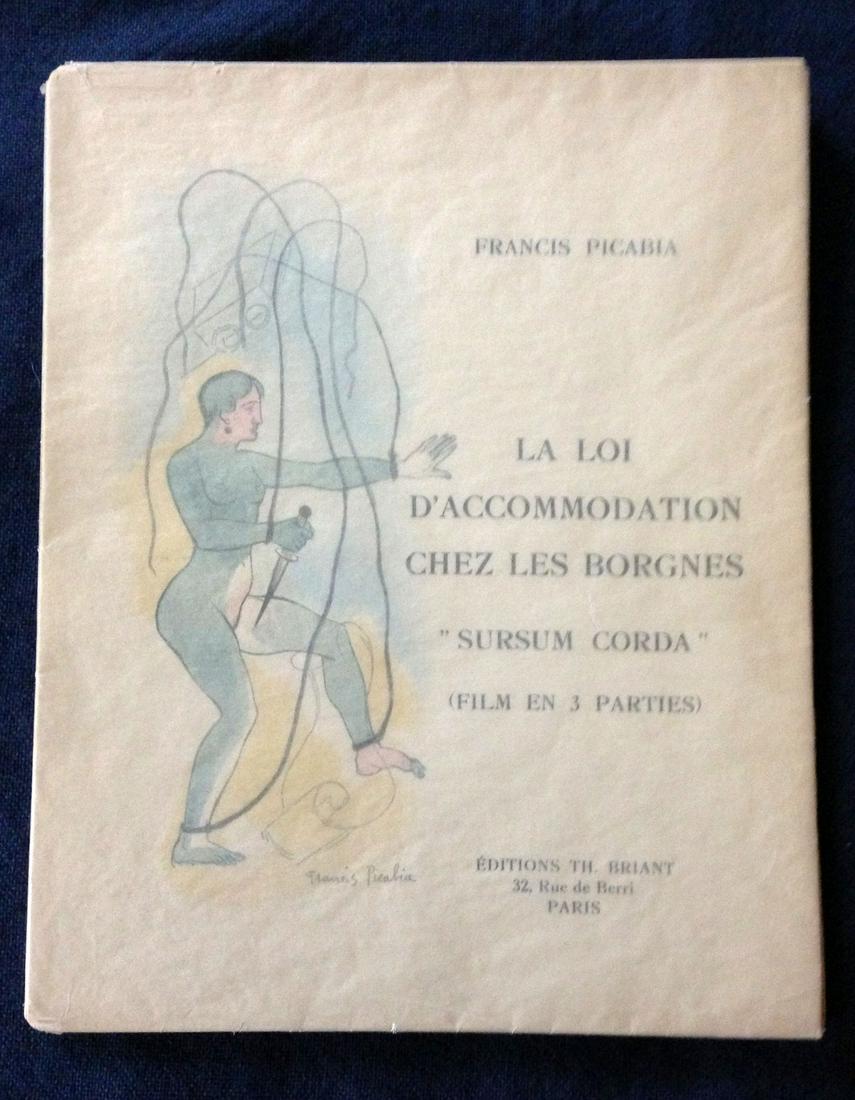 FRANCIS PICABIA
LA LOI
D'ACCOMMODATION
CHEZ LES BORGNES
"SURSUM CORDA"
(FILM EN 3 PARTIES)
Francis Picabia
ÉDITIONS TH. BRIANT
32, Rue de Berri
PARIS